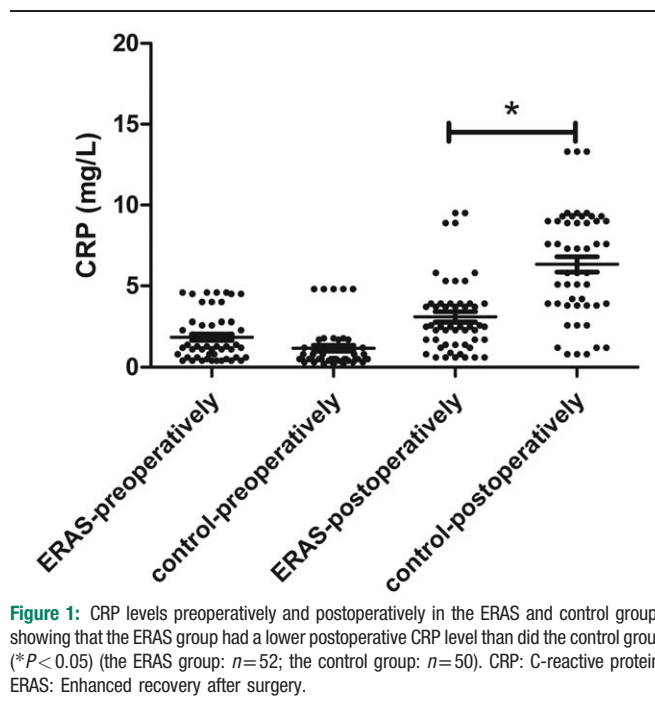 20
15
10
5
0
CRP (mg/L)
*
ERAS-preoperatively
control-preoperatively
ERAS-postoperatively
control-postoperatively
Figure 1: CRP levels preoperatively and postoperatively in the ERAS and control group
showing that the ERAS group had a lower postoperative CRP level than did the control grou
(*P<0.05) (the ERAS group: n=52; the control group: n=50). CRP: C-reactive protein
ERAS: Enhanced recovery after surgery.